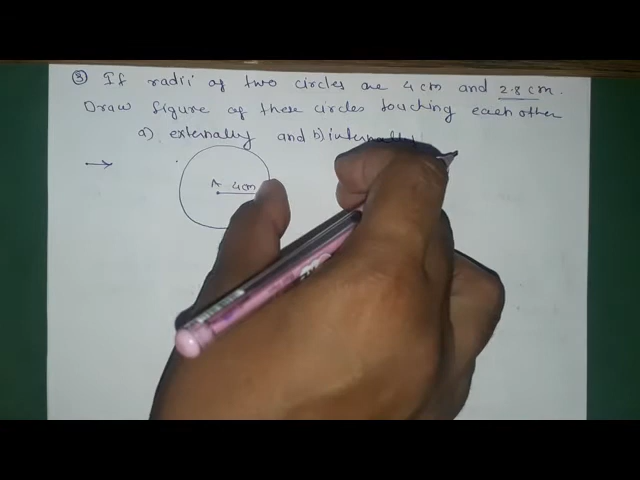 ③ If radii of two circles are 4 cm and 2.8 cm.
Draw figure of these circles touching each other
a) externally and b) internally
A 4cm